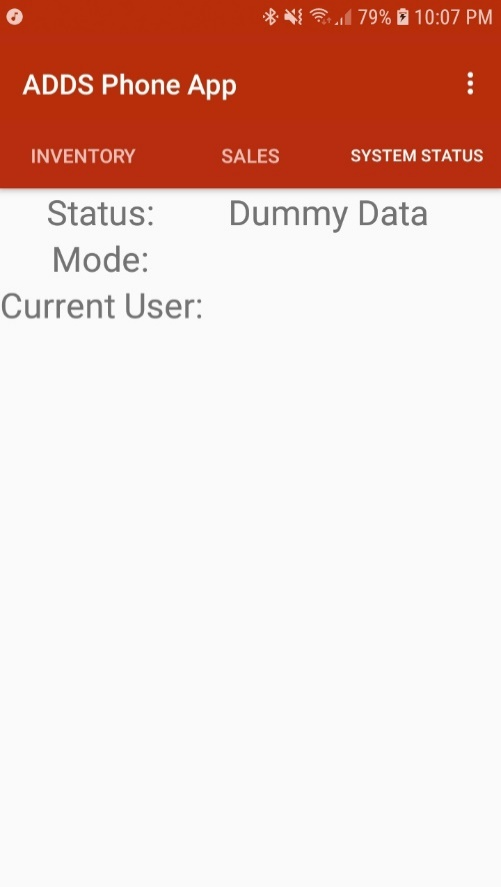 79% 10:07 PM
ADDS Phone App
INVENTORY SALES SYSTEM STATUS
Status: Dummy Data
Mode:
Current User: